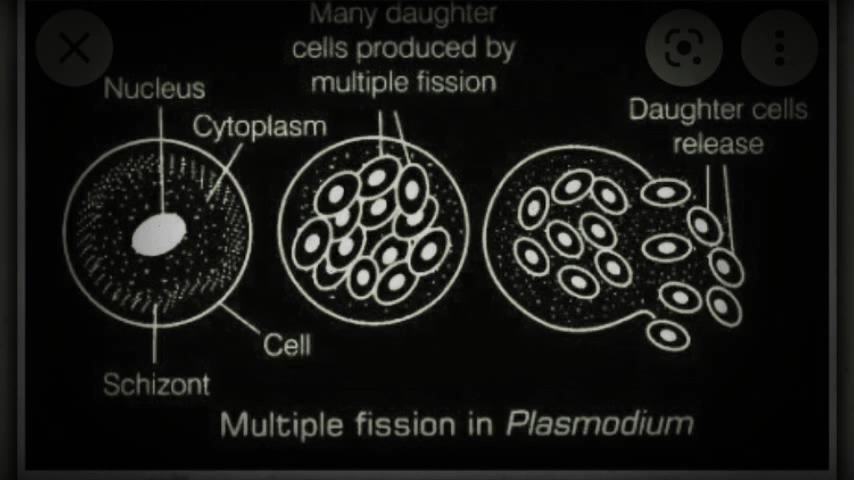 Many daughter
cells produced by
multiple fission
Nucleus
Cytoplasm
Daughter cells
release
Cell
Schizont
Multiple fission in Plasmodium